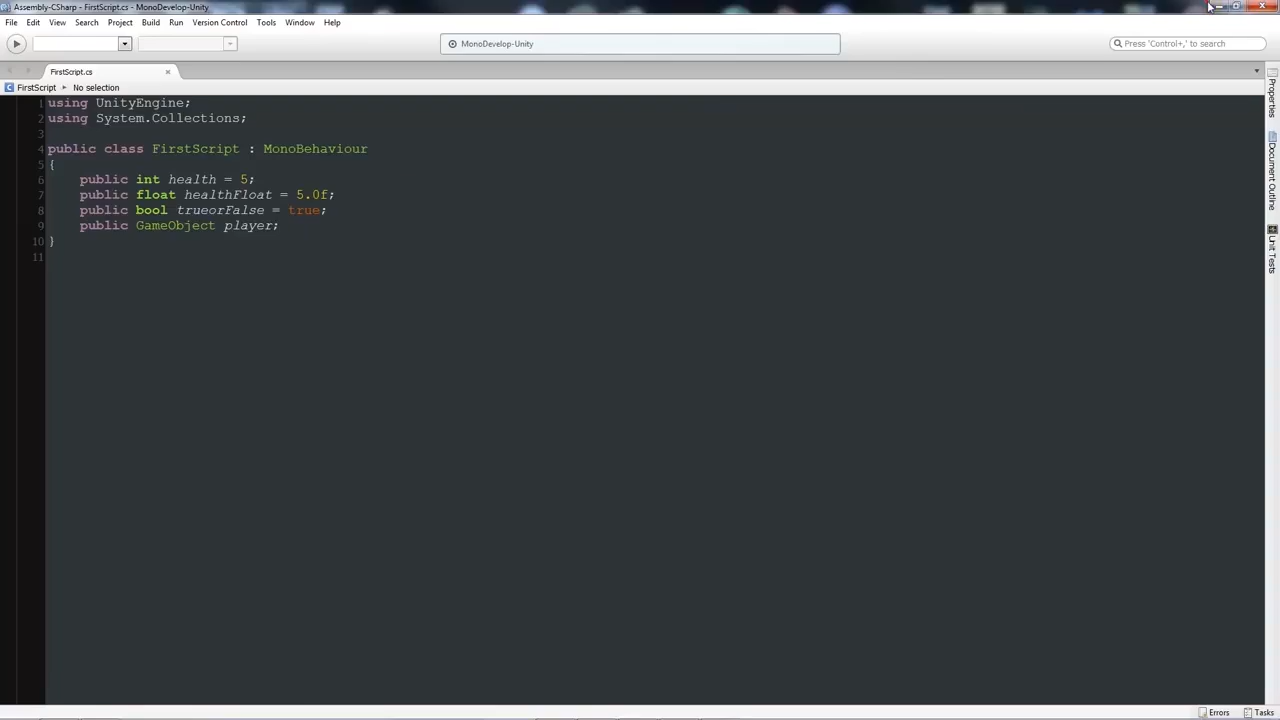 Assembly-CSharp - FirstScript.cs - MonoDevelop-Unity
File Edit View Search Project Build Run Version Control Tools Window Help
MonoDevelop-Unity
Press 'Control+,' to search
FirstScript.cs
FirstScript No selection
1 using UnityEngine;
2 using System.Collections;
3
4 public class FirstScript : MonoBehaviour
5 {
6 public int health = 5;
7 public float healthFloat = 5.0f;
8 public bool trueorFalse = true;
9 public GameObject player;
10 }
11
Properties
Document Outline
Unit Tests
Errors Tasks